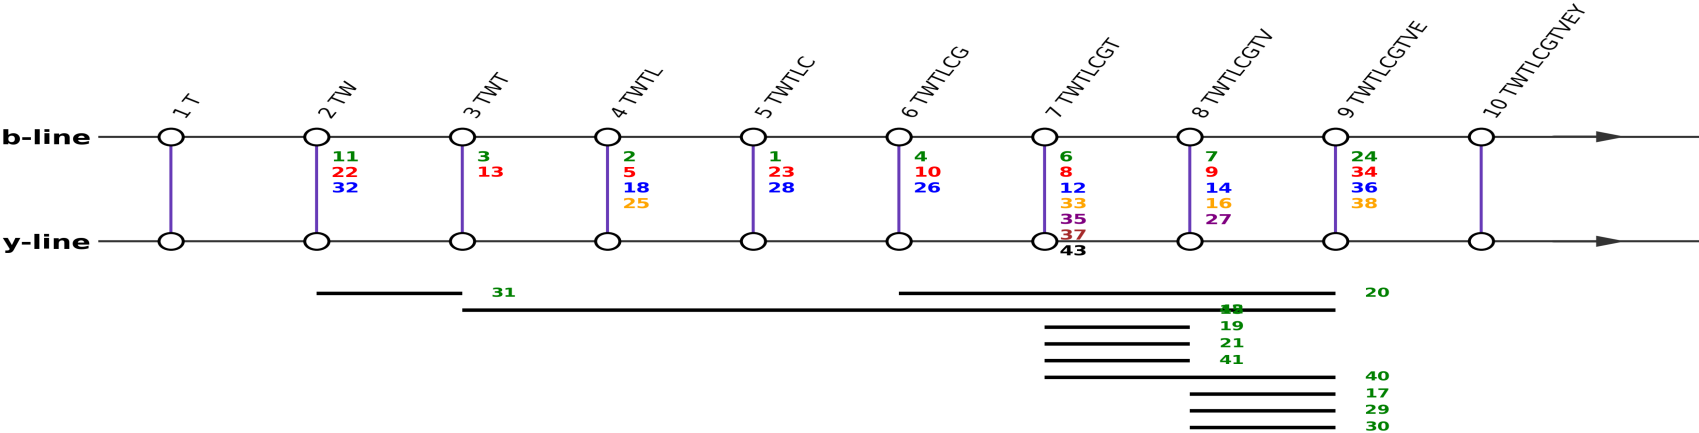 1 T
2 TW
3 TWT
4 TWTL
5 TWTLC
6 TWTLCG
7 TWTLCGT
8 TWTLCGTV
9 TWTLCGTVE
10 TWTLCGTVEY
b-line
11 3 2 1 4 6 7 24
22 13 5 23 10 8 9 34
32 18 28 26 12 14 36
25 33 16 38
35 27
37
y-line
43
31 20
19
21
41
40
17
29
30